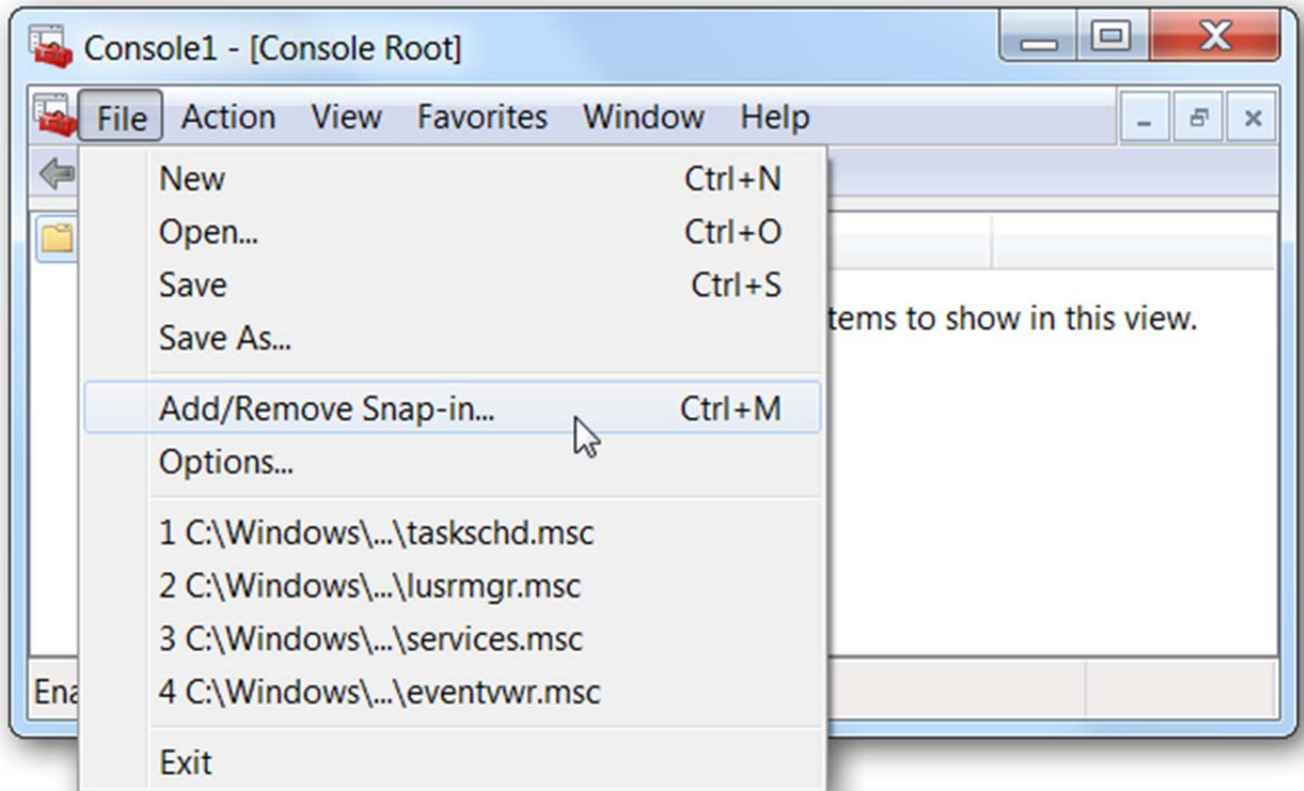 Console1 - [Console Root]
File Action View Favorites Window Help
New Ctrl+N
Open... Ctrl+O
Save Ctrl+S
Save As...
tems to show in this view.
Add/Remove Snap-in... Ctrl+M
Options...
1 C:\Windows\...\taskschd.msc
2 C:\Windows\...\lusrmgr.msc
3 C:\Windows\...\services.msc
4 C:\Windows\...\eventvwr.msc
Ena
Exit